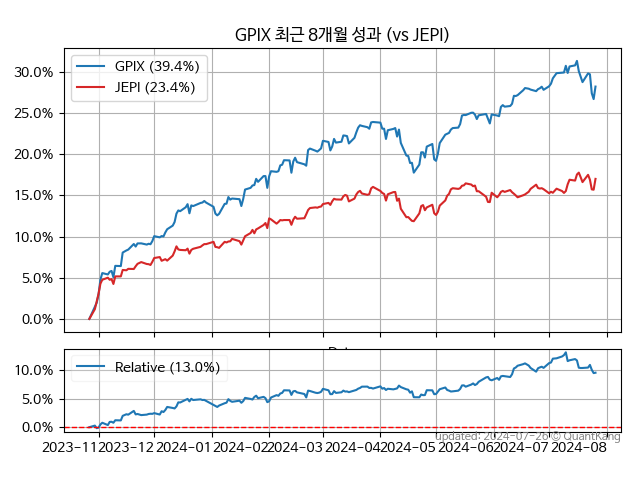 GPIX 최근 8개월 성과 (vs JEPI)
GPIX (39.4%)
JEPI (23.4%)
30.0%
25.0%
20.0%
15.0%
10.0%
5.0%
0.0%
Relative (13.0%)
10.0%
5.0%
0.0%
updated: 2024-07-26 © QuantKang
2023-11 2023-12 2024-01 2024-02 2024-03 2024-04 2024-05 2024-06 2024-07 2024-08